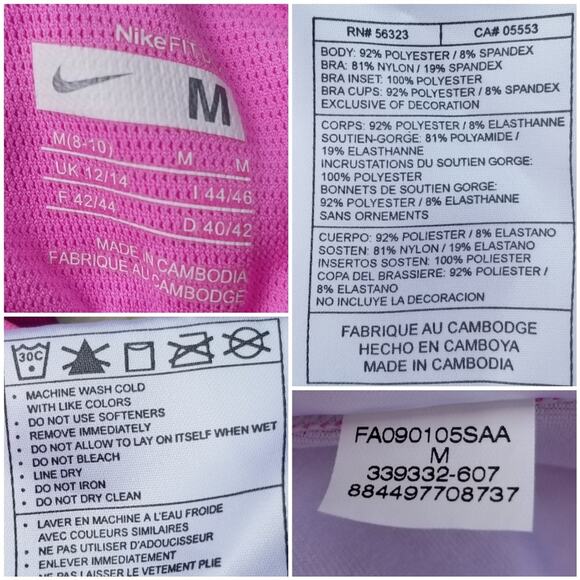 NikeFIT
M
M(8-10) M M
UK 12/14 I 44/46
F 42/44 D 40/42
MADE IN CAMBODIA
FABRIQUE AU CAMBODGE
RN# 56323 CA# 05553
BODY: 92% POLYESTER / 8% SPANDEX
BRA: 81% NYLON / 19% SPANDEX
BRA INSET: 100% POLYESTER
BRA CUPS: 92% POLYESTER / 8% SPANDEX
EXCLUSIVE OF DECORATION
CORPS: 92% POLYESTER / 8% ELASTHANNE
SOUTIEN-GORGE: 81% POLYAMIDE /
19% ELASTHANNE
INCRUSTATIONS DU SOUTIEN GORGE:
100% POLYESTER
BONNETS DE SOUTIEN GORGE:
92% POLYESTER / 8% ELASTHANNE
SANS ORNEMENTS
CUERPO: 92% POLIESTER / 8% ELASTANO
SOSTEN: 81% NYLON / 19% ELASTANO
INSERTOS SOSTEN: 100% POLIESTER
COPA DEL BRASSIERE: 92% POLIESTER /
8% ELASTANO
NO INCLUYE LA DECORACION
FABRIQUE AU CAMBODGE
HECHO EN CAMBOYA
MADE IN CAMBODIA
30C
• MACHINE WASH COLD
WITH LIKE COLORS
• DO NOT USE SOFTENERS
• REMOVE IMMEDIATELY
• DO NOT ALLOW TO LAY ON ITSELF WHEN WET
• DO NOT BLEACH
• LINE DRY
• DO NOT IRON
• DO NOT DRY CLEAN
• LAVER EN MACHINE A L'EAU FROIDE
AVEC COULEURS SIMILAIRES
• NE PAS UTILISER D'ADOUCISSEUR
• ENLEVER IMMEDIATEMENT
• NE PAS LAISSER LE VETEMENT PLIE
FA090105SAA
M
339332-607
884497708737